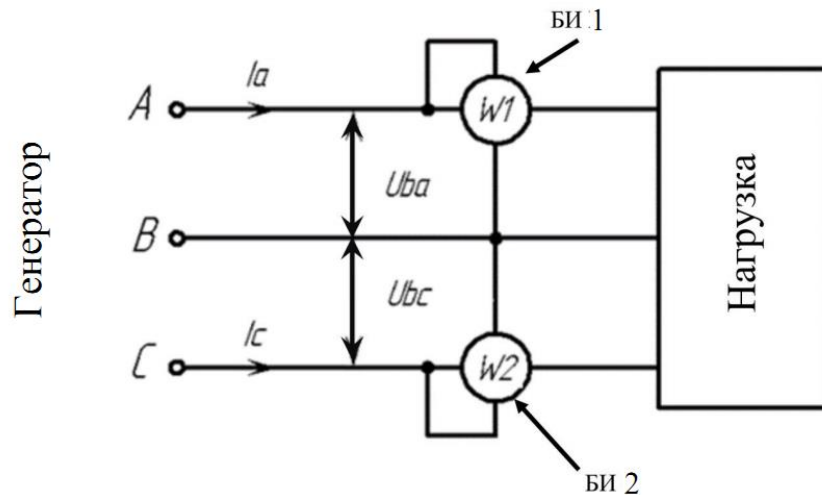 БИ 1
Генератор
A
Ia
W1
Uba
B
Нагрузка
Ubc
C
Ic
W2
БИ 2